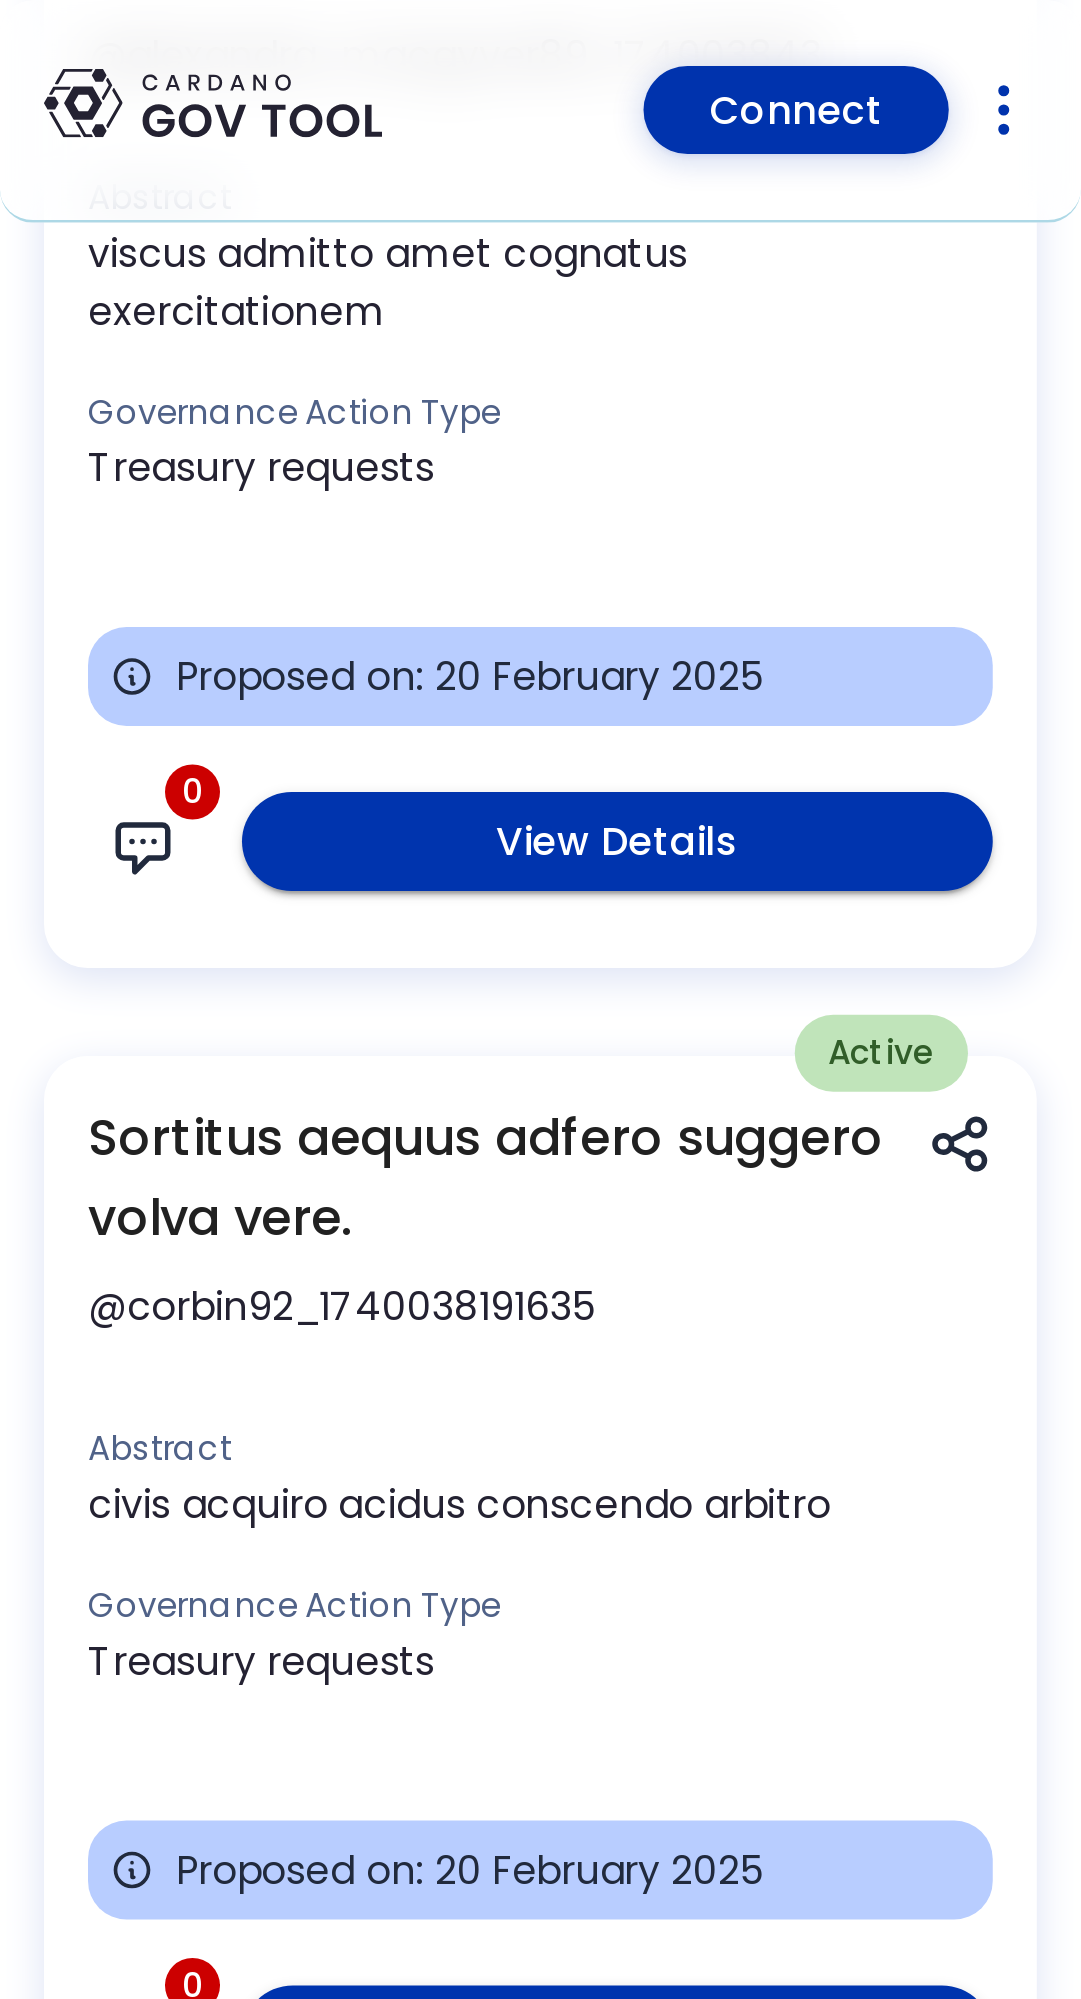 CARDANO
GOV TOOL
Connect
Abstract
viscus admitto amet cognatus
exercitationem
Governance Action Type
Treasury requests
Proposed on: 20 February 2025
0
View Details
Active
Sortitus aequus adfero suggero
volva vere.
@corbin92_1740038191635
Abstract
civis acquiro acidus conscendo arbitro
Governance Action Type
Treasury requests
Proposed on: 20 February 2025
0